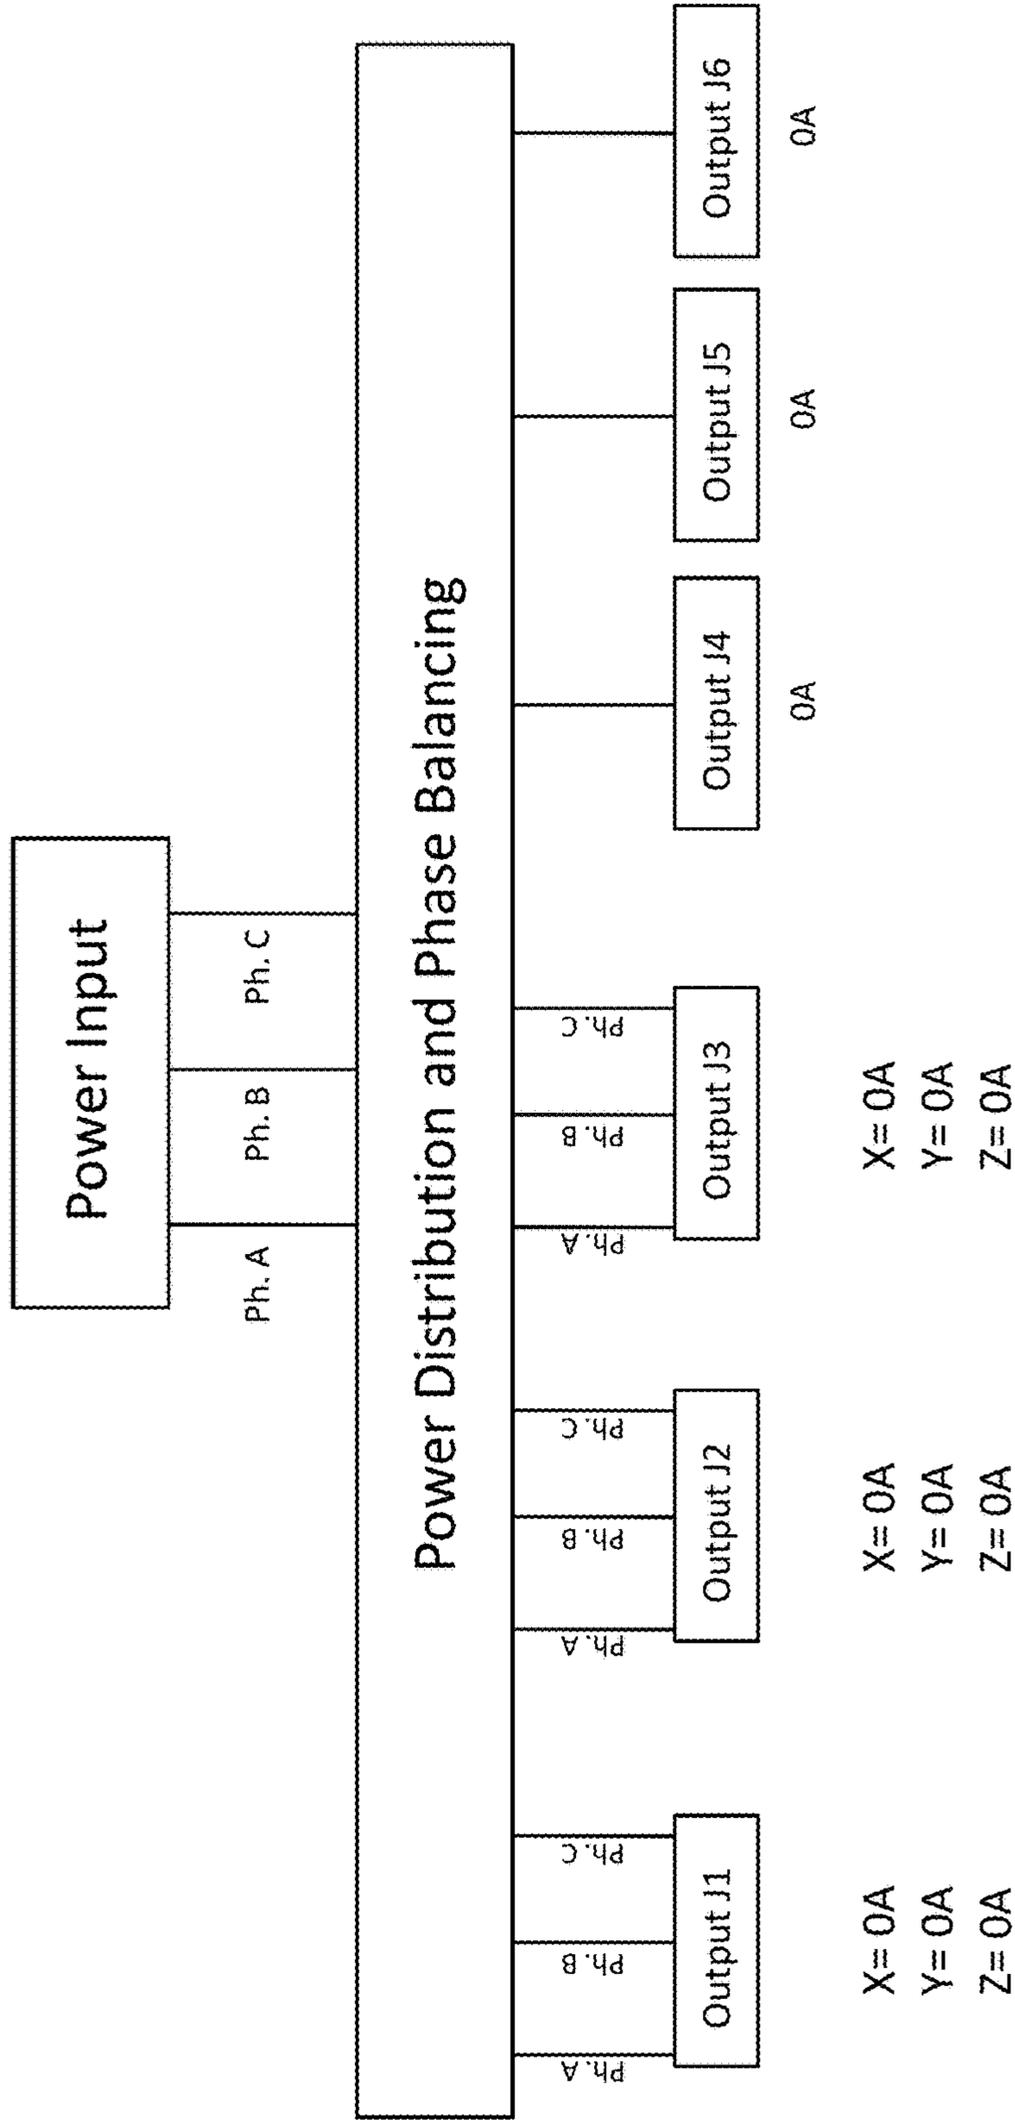 Power Input
Ph. A
Ph. B
Ph. C
Power Distribution and Phase Balancing
Ph. A
Ph. B
Ph. C
Ph. A
Ph. B
Ph. C
Ph. A
Ph. B
Ph. C
Output J1
Output J2
Output J3
Output J4
Output J5
Output J6
0A
0A
0A
X= 0A
Y= 0A
Z= 0A
X= 0A
Y= 0A
Z= 0A
X= 0A
Y= 0A
Z= 0A